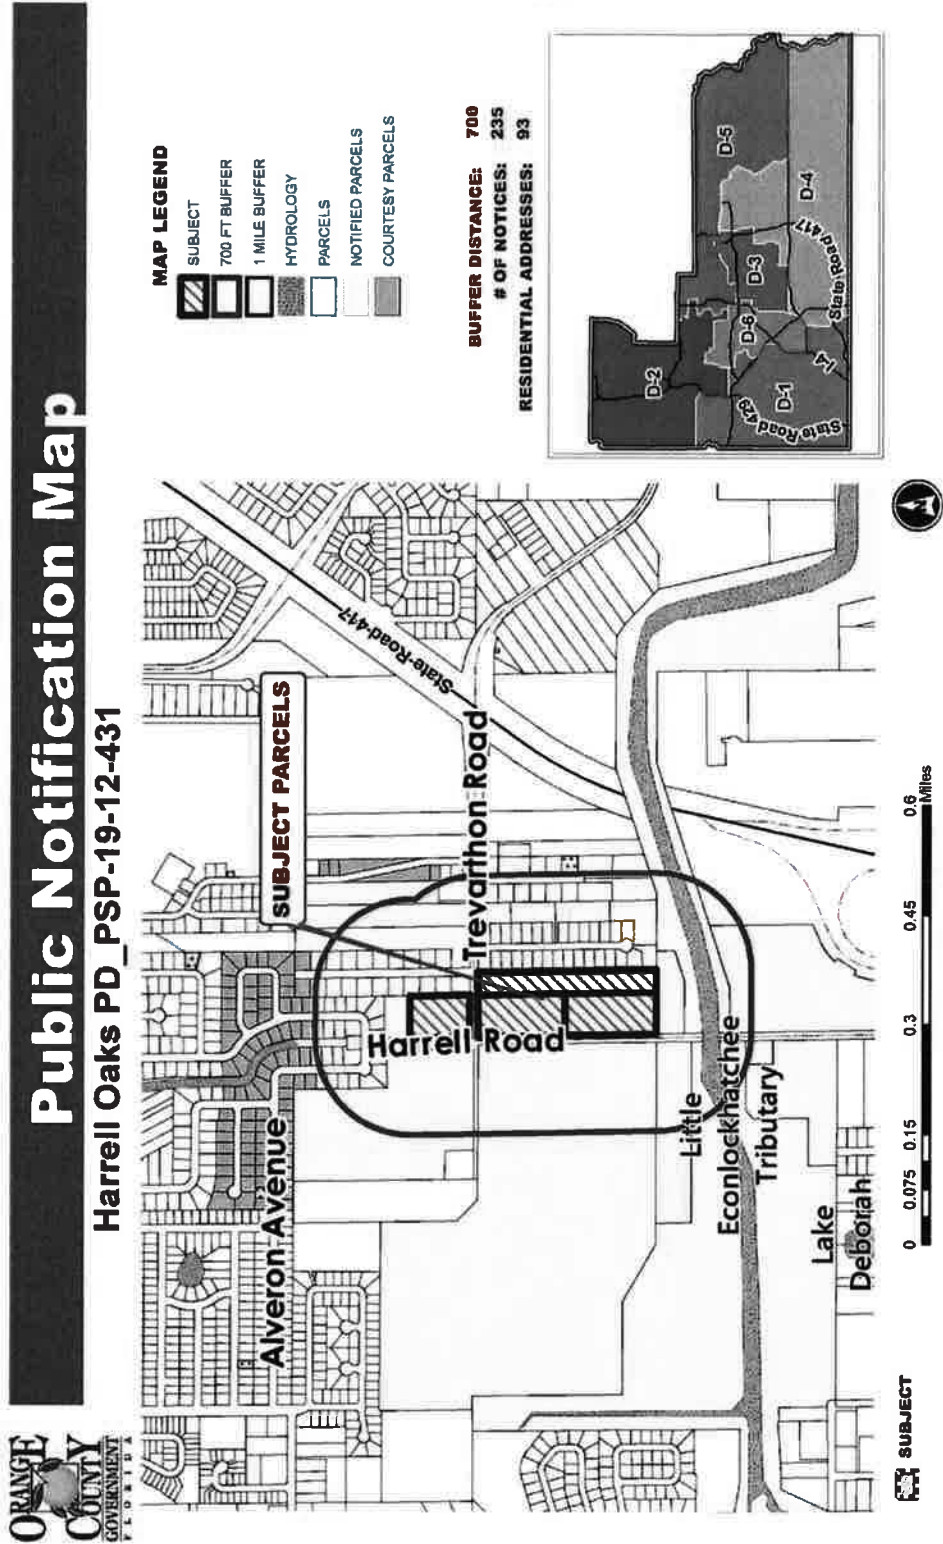 ORANGE
COUNTY
GOVERNMENT
FLORIDA
Public Notification Map
Harrell Oaks PD_PSP-19-12-431
MAP LEGEND
SUBJECT
700 FT BUFFER
1 MILE BUFFER
HYDROLOGY
PARCELS
NOTIFIED PARCELS
COURTESY PARCELS
BUFFER DISTANCE: 700
# OF NOTICES: 235
RESIDENTIAL ADDRESSES: 93
SUBJECT PARCELS
Alveron Avenue
Harrell Road
Trevarthon Road
State Road 417
Little
Econlockhatchee
Tributary
Lake
Deborah
D-2
D-5
D-3
D-6
D-4
D-1
State Road 429
I-4
State Road 417
SUBJECT
0 0.075 0.15 0.3 0.45 0.6
Miles